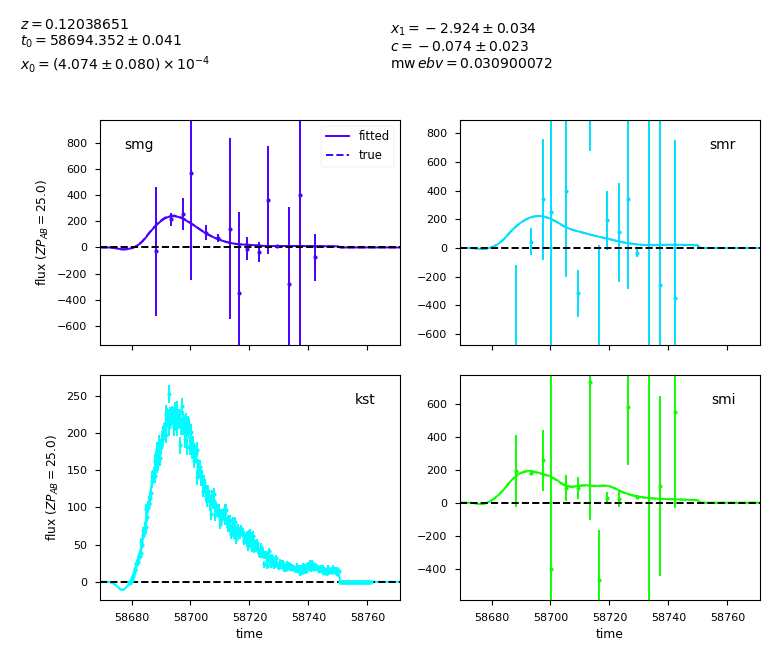 z = 0.12038651
t₀ = 58694.352 ± 0.041
x₀ = (4.074 ± 0.080) × 10⁻⁴
x₁ = −2.924 ± 0.034
c = −0.074 ± 0.023
mw ebv = 0.030900072
smg
fitted
true
800
600
400
200
0
−200
−400
−600
flux (ZP_AB = 25.0)
smr
800
600
400
200
0
−200
−400
−600
kst
250
200
150
100
50
0
flux (ZP_AB = 25.0)
58680 58700 58720 58740 58760
time
smi
600
400
200
0
−200
−400
58680 58700 58720 58740 58760
time